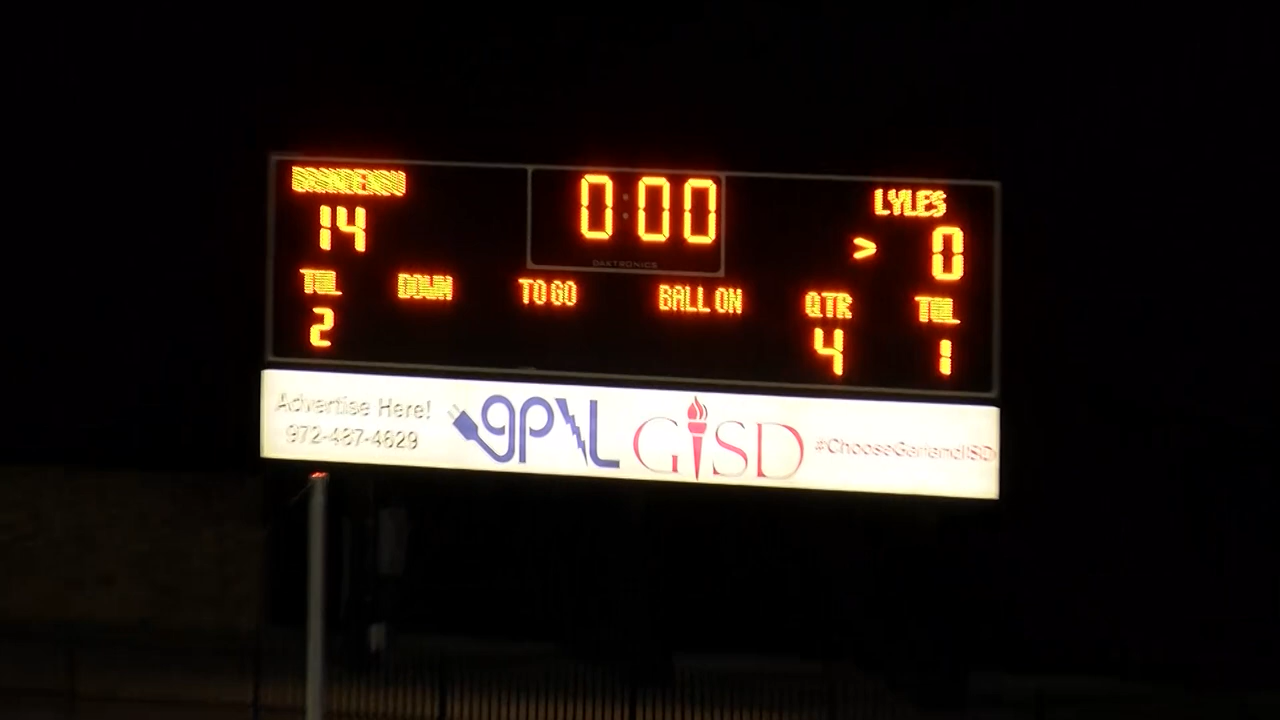 0:00
LYLES
14
> 0
DAKTRONICS
TOL DOWN TO GO BALL ON QTR TOL
2 4 1
Advertise Here!
972-487-4629
GP&L
GISD
#ChooseGarlandISD